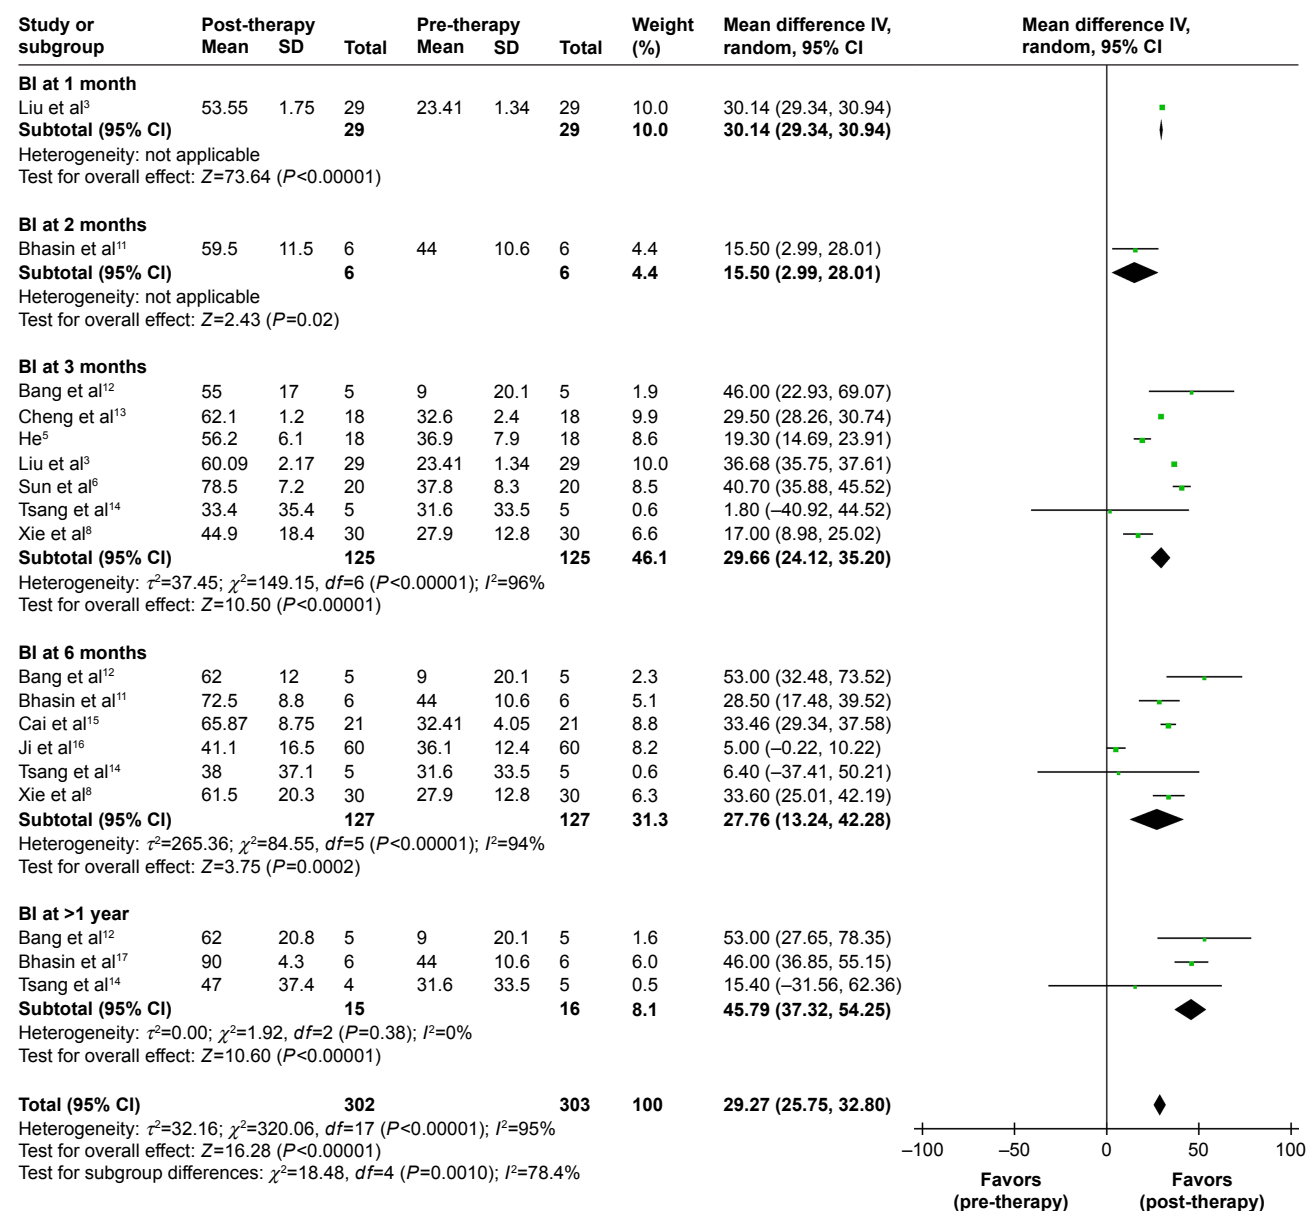 Study or subgroup Post-therapy Pre-therapy Weight (%) Mean difference IV, random, 95% CI Mean difference IV, random, 95% CI
Mean SD Total Mean SD Total
BI at 1 month
Liu et al³ 53.55 1.75 29 23.41 1.34 29 10.0 30.14 (29.34, 30.94)
Subtotal (95% CI) 29 29 10.0 30.14 (29.34, 30.94)
Heterogeneity: not applicable
Test for overall effect: Z=73.64 (P<0.00001)
BI at 2 months
Bhasin et al¹¹ 59.5 11.5 6 44 10.6 6 4.4 15.50 (2.99, 28.01)
Subtotal (95% CI) 6 6 4.4 15.50 (2.99, 28.01)
Heterogeneity: not applicable
Test for overall effect: Z=2.43 (P=0.02)
BI at 3 months
Bang et al¹² 55 17 5 9 20.1 5 1.9 46.00 (22.93, 69.07)
Cheng et al¹³ 62.1 1.2 18 32.6 2.4 18 9.9 29.50 (28.26, 30.74)
He⁵ 56.2 6.1 18 36.9 7.9 18 8.6 19.30 (14.69, 23.91)
Liu et al³ 60.09 2.17 29 23.41 1.34 29 10.0 36.68 (35.75, 37.61)
Sun et al⁶ 78.5 7.2 20 37.8 8.3 20 8.5 40.70 (35.88, 45.52)
Tsang et al¹⁴ 33.4 35.4 5 31.6 33.5 5 0.6 1.80 (–40.92, 44.52)
Xie et al⁸ 44.9 18.4 30 27.9 12.8 30 6.6 17.00 (8.98, 25.02)
Subtotal (95% CI) 125 125 46.1 29.66 (24.12, 35.20)
Heterogeneity: τ²=37.45; χ²=149.15, df=6 (P<0.00001); I²=96%
Test for overall effect: Z=10.50 (P<0.00001)
BI at 6 months
Bang et al¹² 62 12 5 9 20.1 5 2.3 53.00 (32.48, 73.52)
Bhasin et al¹¹ 72.5 8.8 6 44 10.6 6 5.1 28.50 (17.48, 39.52)
Cai et al¹⁵ 65.87 8.75 21 32.41 4.05 21 8.8 33.46 (29.34, 37.58)
Ji et al¹⁶ 41.1 16.5 60 36.1 12.4 60 8.2 5.00 (–0.22, 10.22)
Tsang et al¹⁴ 38 37.1 5 31.6 33.5 5 0.6 6.40 (–37.41, 50.21)
Xie et al⁸ 61.5 20.3 30 27.9 12.8 30 6.3 33.60 (25.01, 42.19)
Subtotal (95% CI) 127 127 31.3 27.76 (13.24, 42.28)
Heterogeneity: τ²=265.36; χ²=84.55, df=5 (P<0.00001); I²=94%
Test for overall effect: Z=3.75 (P=0.0002)
BI at >1 year
Bang et al¹² 62 20.8 5 9 20.1 5 1.6 53.00 (27.65, 78.35)
Bhasin et al¹⁷ 90 4.3 6 44 10.6 6 6.0 46.00 (36.85, 55.15)
Tsang et al¹⁴ 47 37.4 4 31.6 33.5 5 0.5 15.40 (–31.56, 62.36)
Subtotal (95% CI) 15 16 8.1 45.79 (37.32, 54.25)
Heterogeneity: τ²=0.00; χ²=1.92, df=2 (P=0.38); I²=0%
Test for overall effect: Z=10.60 (P<0.00001)
Total (95% CI) 302 303 100 29.27 (25.75, 32.80)
Heterogeneity: τ²=32.16; χ²=320.06, df=17 (P<0.00001); I²=95%
Test for overall effect: Z=16.28 (P<0.00001)
Test for subgroup differences: χ²=18.48, df=4 (P=0.0010); I²=78.4%
–100 –50 0 50 100
Favors (pre-therapy) Favors (post-therapy)